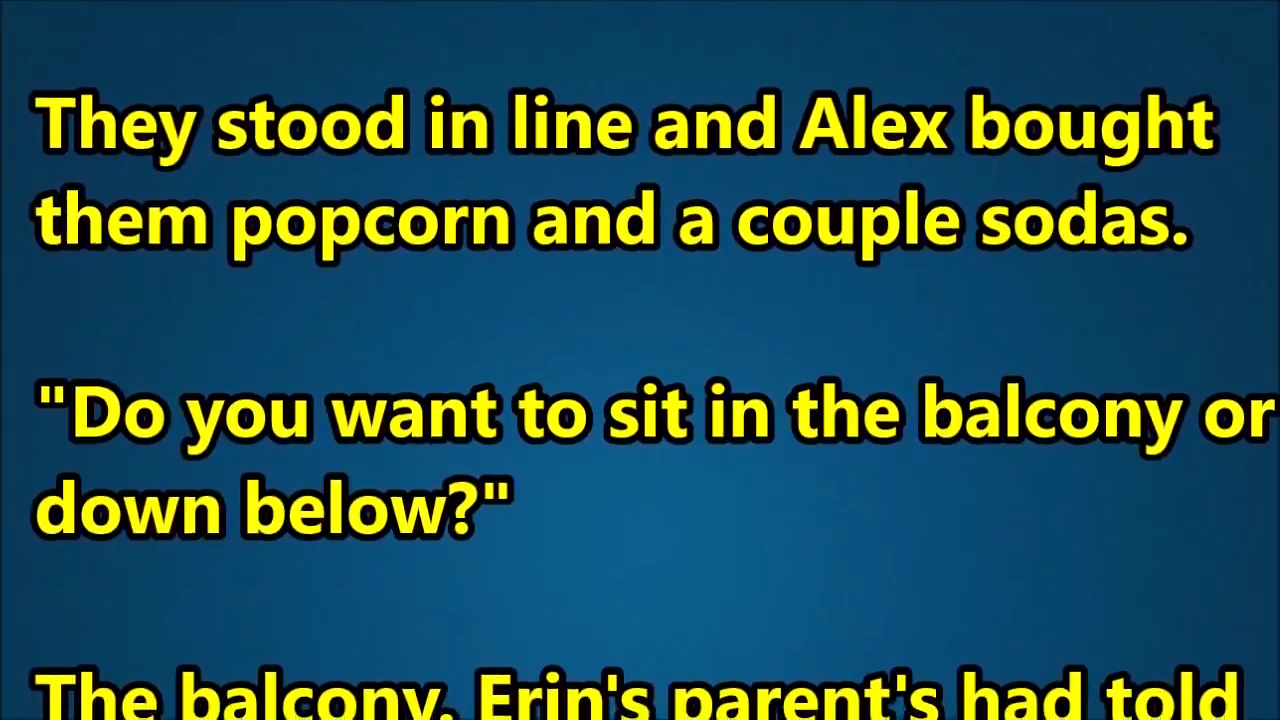 They stood in line and Alex bought
them popcorn and a couple sodas.
"Do you want to sit in the balcony or
down below?"
The balcony. Erin's parent's had told